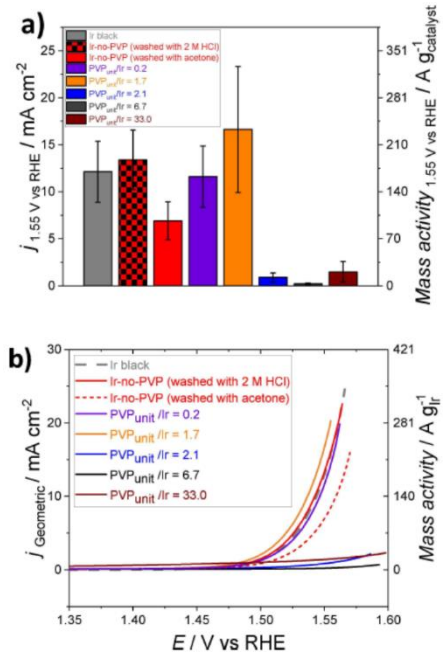 a)
j 1.55 V vs RHE / mA cm-2
25
20
15
10
5
0
Ir black
Ir-no-PVP (washed with 2 M HCl)
Ir-no-PVP (washed with acetone)
PVPunit/Ir = 0.2
PVPunit/Ir = 1.7
PVPunit/Ir = 2.1
PVPunit/Ir = 6.7
PVPunit/Ir = 33.0
351
281
210
140
70
0
Mass activity 1.55 V vs RHE / A g-1catalyst
b)
j Geometric / mA cm-2
30
20
10
0
Ir black
Ir-no-PVP (washed with 2 M HCl)
Ir-no-PVP (washed with acetone)
PVPunit /Ir = 0.2
PVPunit /Ir = 1.7
PVPunit /Ir = 2.1
PVPunit /Ir = 6.7
PVPunit /Ir = 33.0
421
281
140
0
Mass activity / A g-1Ir
1.35 1.40 1.45 1.50 1.55 1.60
E / V vs RHE